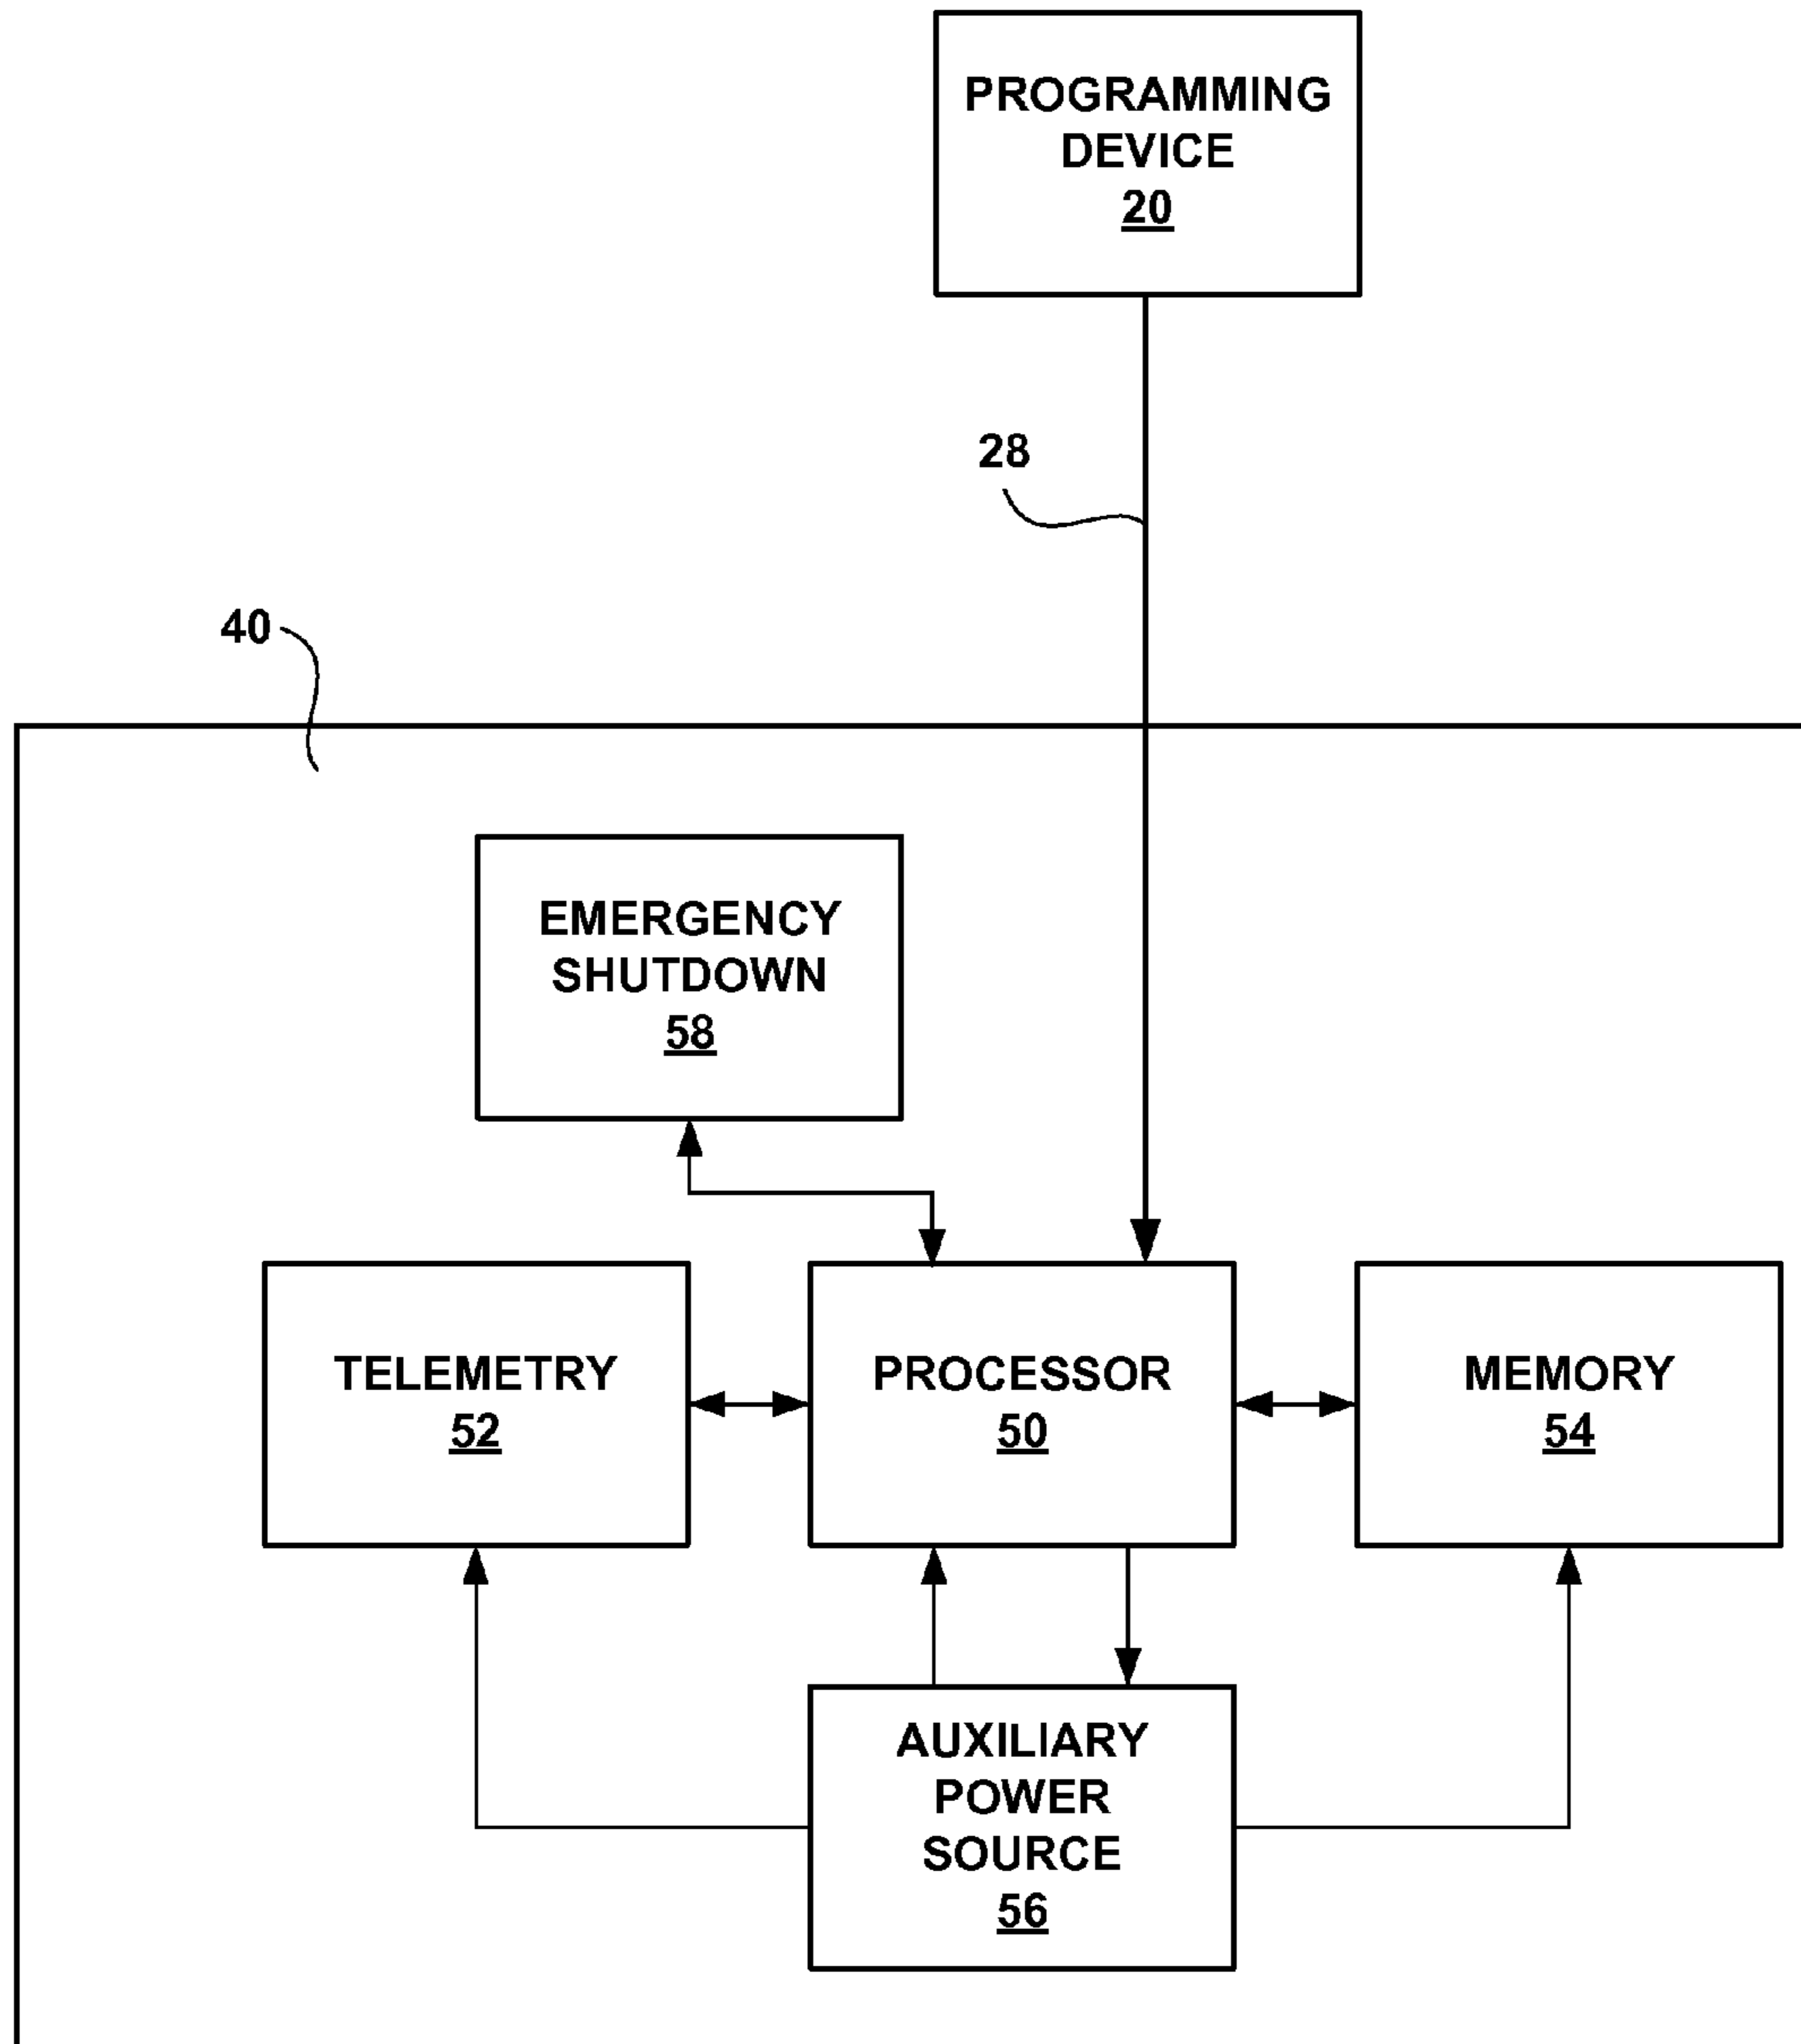 PROGRAMMING
DEVICE
20
28
40
EMERGENCY
SHUTDOWN
58
TELEMETRY
52
PROCESSOR
50
MEMORY
54
AUXILIARY
POWER
SOURCE
56